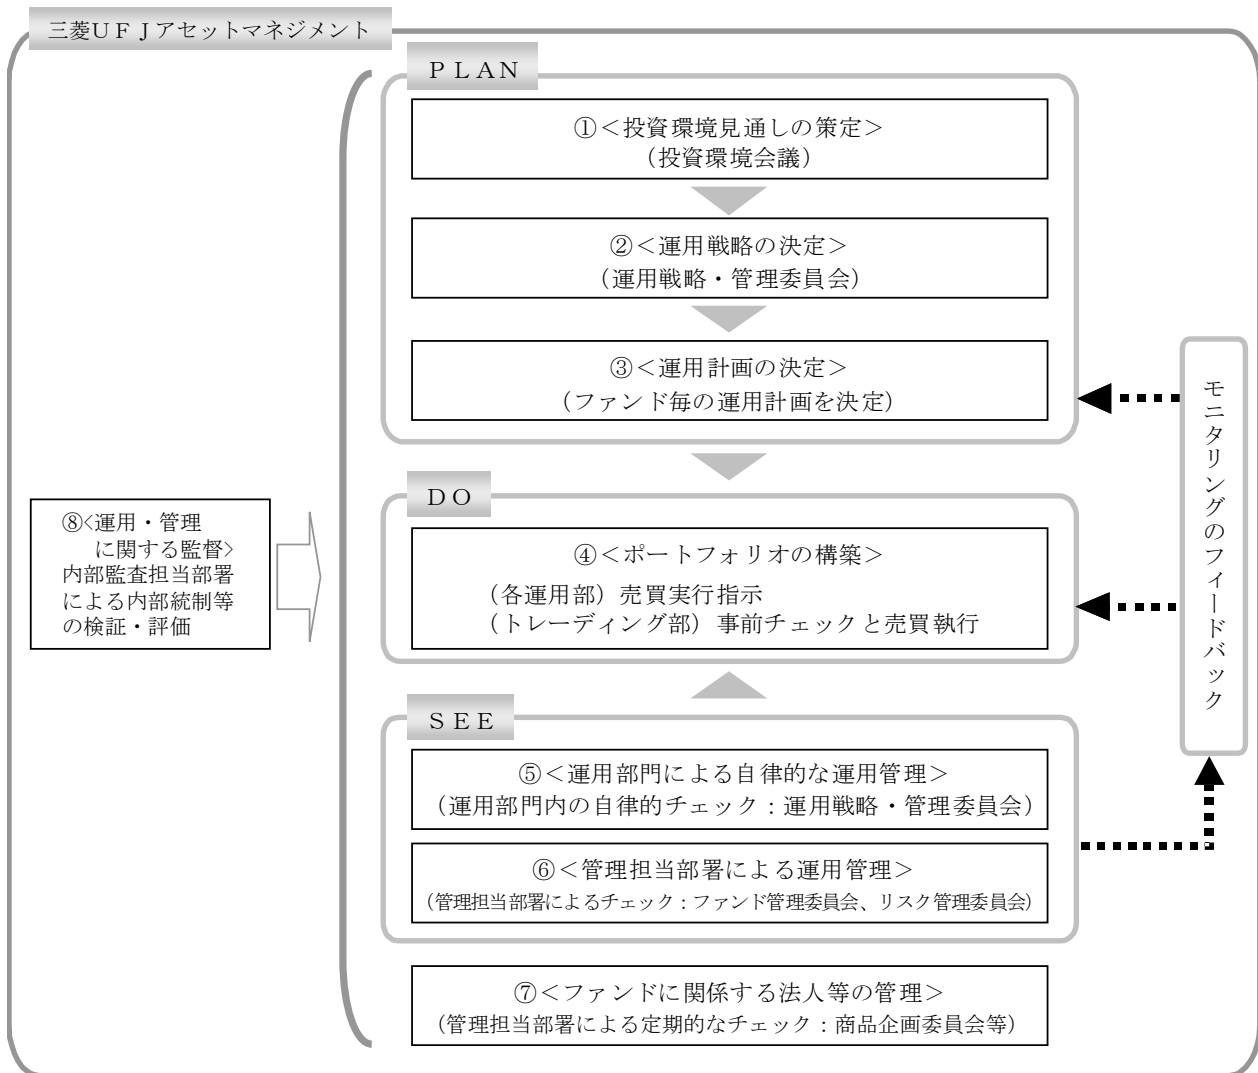 三菱ＵＦＪアセットマネジメント
ＰＬＡＮ
①＜投資環境見通しの策定＞
（投資環境会議）
②＜運用戦略の決定＞
（運用戦略・管理委員会）
③＜運用計画の決定＞
（ファンド毎の運用計画を決定）
ＤＯ
④＜ポートフォリオの構築＞
（各運用部）売買実行指示
（トレーディング部）事前チェックと売買執行
ＳＥＥ
⑤＜運用部門による自律的な運用管理＞
（運用部門内の自律的チェック：運用戦略・管理委員会）
⑥＜管理担当部署による運用管理＞
（管理担当部署によるチェック：ファンド管理委員会、リスク管理委員会）
⑦＜ファンドに関係する法人等の管理＞
（管理担当部署による定期的なチェック：商品企画委員会等）
⑧<運用・管理
に関する監督>
内部監査担当部署
による内部統制等
の検証・評価
モニタリングのフィードバック